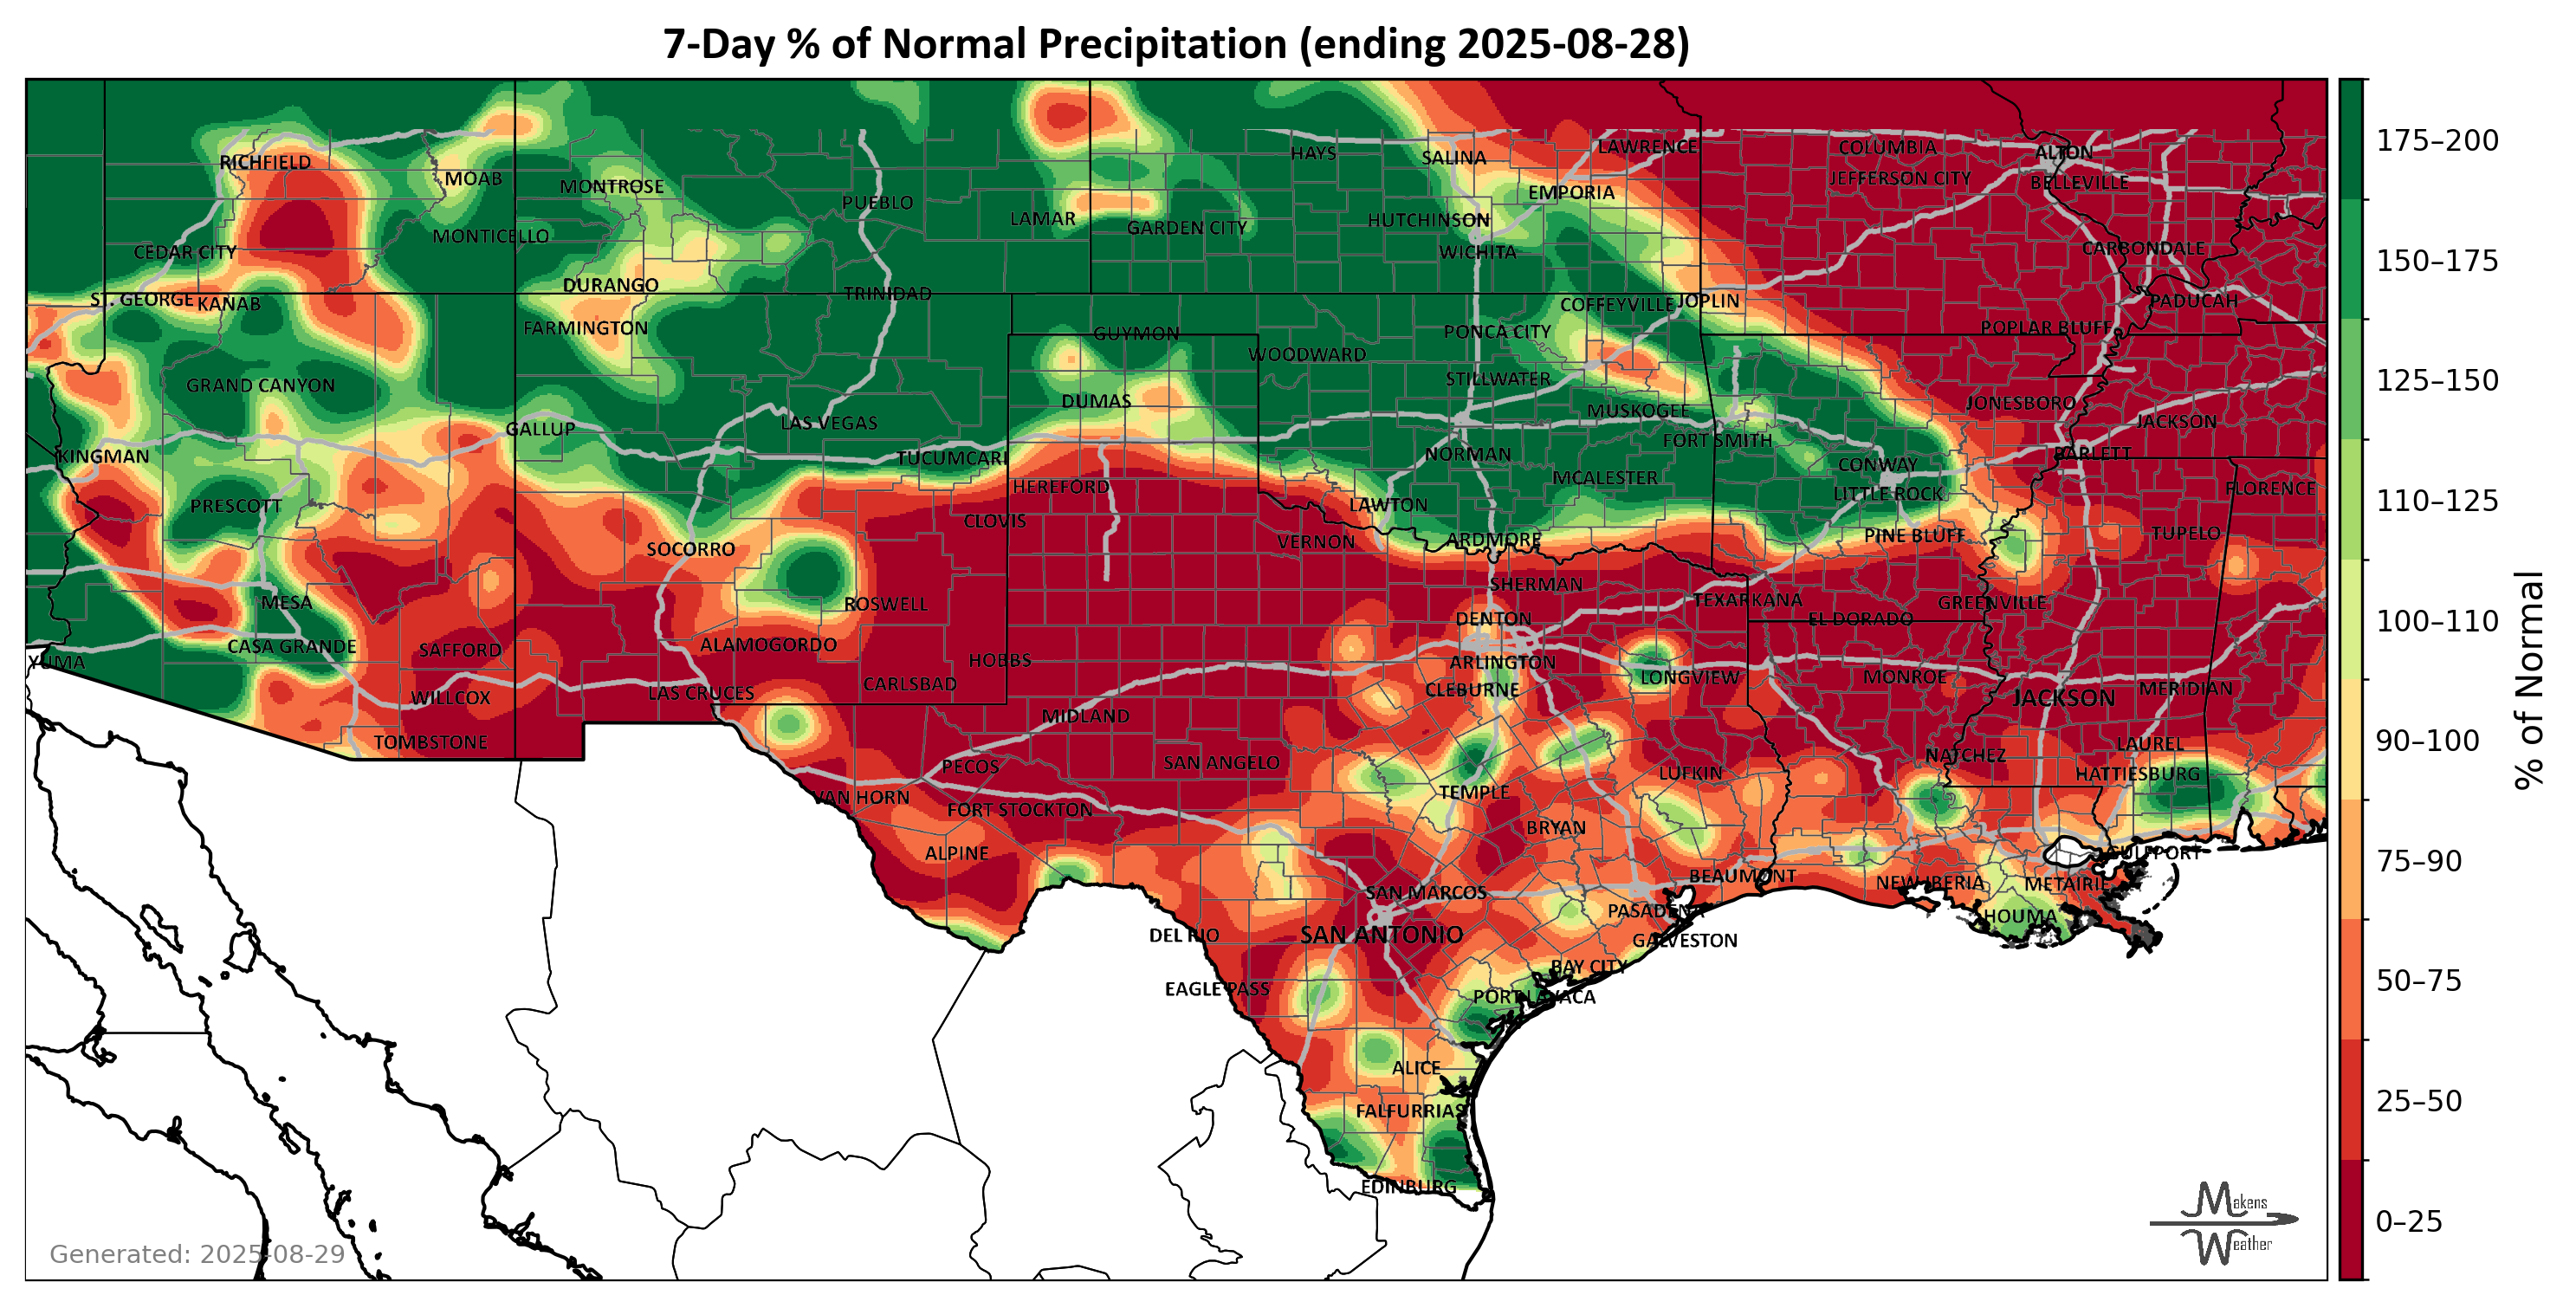 7-Day % of Normal Precipitation (ending 2025-08-28)
RICHFIELD
MOAB
MONTROSE
PUEBLO
LAMAR
HAYS
SALINA
LAWRENCE
COLUMBIA
ALTON
JEFFERSON CITY
BELLEVILLE
EMPORIA
CEDAR CITY
MONTICELLO
GARDEN CITY
HUTCHINSON
WICHITA
CARBONDALE
ST. GEORGE
KANAB
DURANGO
TRINIDAD
COFFEYVILLE
JOPLIN
PADUCAH
FARMINGTON
GUYMON
PONCA CITY
POPLAR BLUFF
WOODWARD
GRAND CANYON
STILLWATER
DUMAS
MUSKOGEE
JONESBORO
JACKSON
GALLUP
LAS VEGAS
FORT SMITH
KINGMAN
TUCUMCARI
NORMAN
BARLETT
CONWAY
PRESCOTT
HEREFORD
MCALESTER
LITTLE ROCK
FLORENCE
LAWTON
CLOVIS
SOCORRO
VERNON
ARDMORE
PINE BLUFF
TUPELO
SHERMAN
MESA
ROSWELL
TEXARKANA
GREENVILLE
DENTON
EL DORADO
CASA GRANDE
SAFFORD
ALAMOGORDO
HOBBS
ARLINGTON
YUMA
LONGVIEW
MONROE
WILLCOX
LAS CRUCES
CARLSBAD
CLEBURNE
JACKSON
MERIDIAN
MIDLAND
TOMBSTONE
PECOS
SAN ANGELO
LUFKIN
NATCHEZ
LAUREL
HATTIESBURG
VAN HORN
FORT STOCKTON
TEMPLE
BRYAN
ALPINE
GULFPORT
SAN MARCOS
BEAUMONT
NEW IBERIA
METAIRIE
PASADENA
HOUMA
DEL RIO
SAN ANTONIO
GALVESTON
BAY CITY
EAGLE PASS
PORT LAVACA
ALICE
FALFURRIAS
EDINBURG
Generated: 2025-08-29
Makens
Weather
175–200
150–175
125–150
110–125
100–110
90–100
75–90
50–75
25–50
0–25
% of Normal